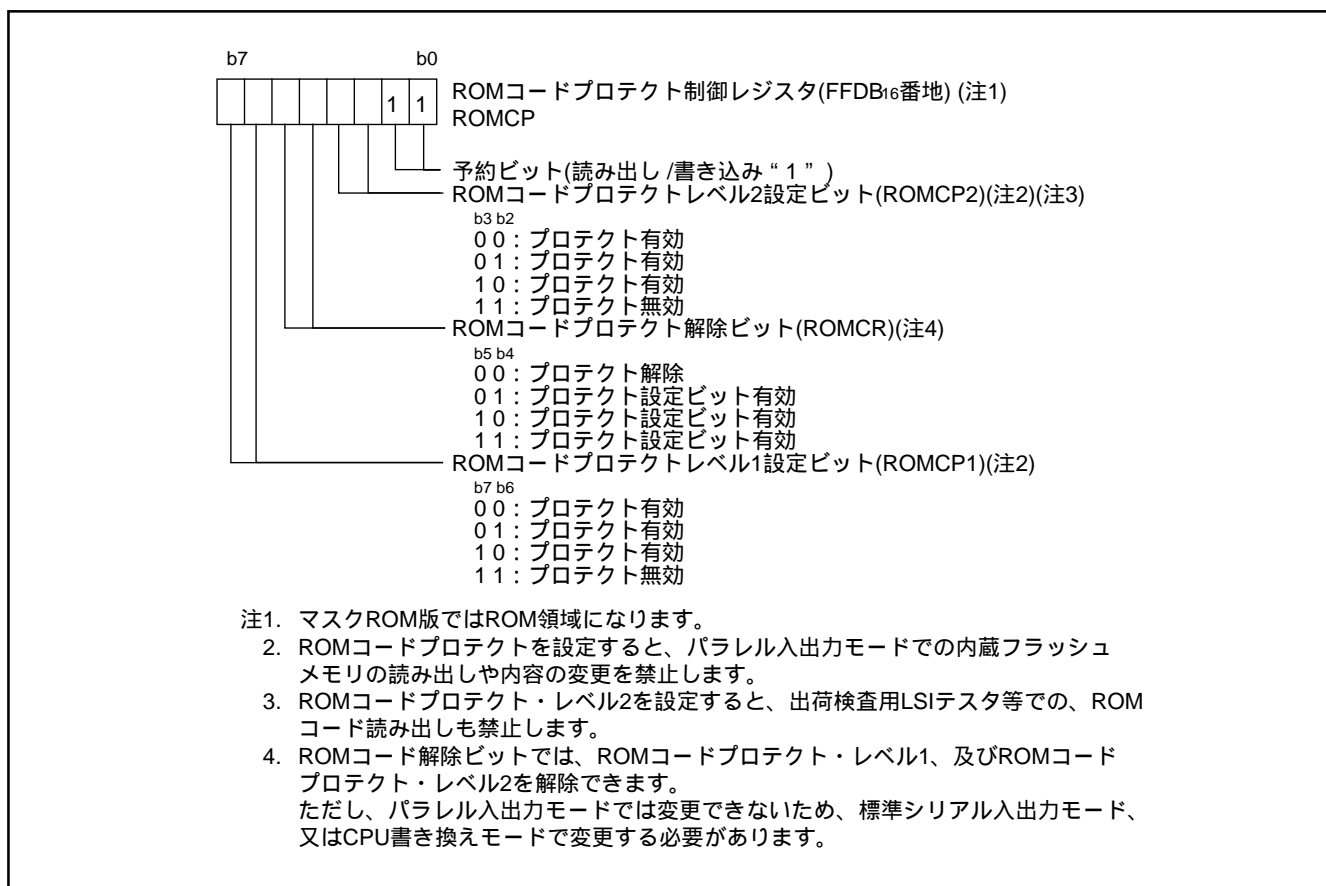 b7 b0
1 1
ROMコードプロテクト制御レジスタ(FFDB16番地) (注1)
ROMCP
予約ビット(読み出し /書き込み “ 1 ” )
ROMコードプロテクトレベル2設定ビット(ROMCP2)(注2)(注3)
b3 b2
0 0 : プロテクト有効
0 1 : プロテクト有効
1 0 : プロテクト有効
1 1 : プロテクト無効
ROMコードプロテクト解除ビット(ROMCR)(注4)
b5 b4
0 0 : プロテクト解除
0 1 : プロテクト設定ビット有効
1 0 : プロテクト設定ビット有効
1 1 : プロテクト設定ビット有効
ROMコードプロテクトレベル1設定ビット(ROMCP1)(注2)
b7 b6
0 0 : プロテクト有効
0 1 : プロテクト有効
1 0 : プロテクト有効
1 1 : プロテクト無効
注1. マスクROM版ではROM領域になります。
2. ROMコードプロテクトを設定すると、パラレル入出力モードでの内蔵フラッシュ
メモリの読み出しや内容の変更を禁止します。
3. ROMコードプロテクト・レベル2を設定すると、出荷検査用LSIテスタ等での、ROM
コード読み出しも禁止します。
4. ROMコード解除ビットでは、ROMコードプロテクト・レベル1、及びROMコード
プロテクト・レベル2を解除できます。
ただし、パラレル入出力モードでは変更できないため、標準シリアル入出力モード、
又はCPU書き換えモードで変更する必要があります。